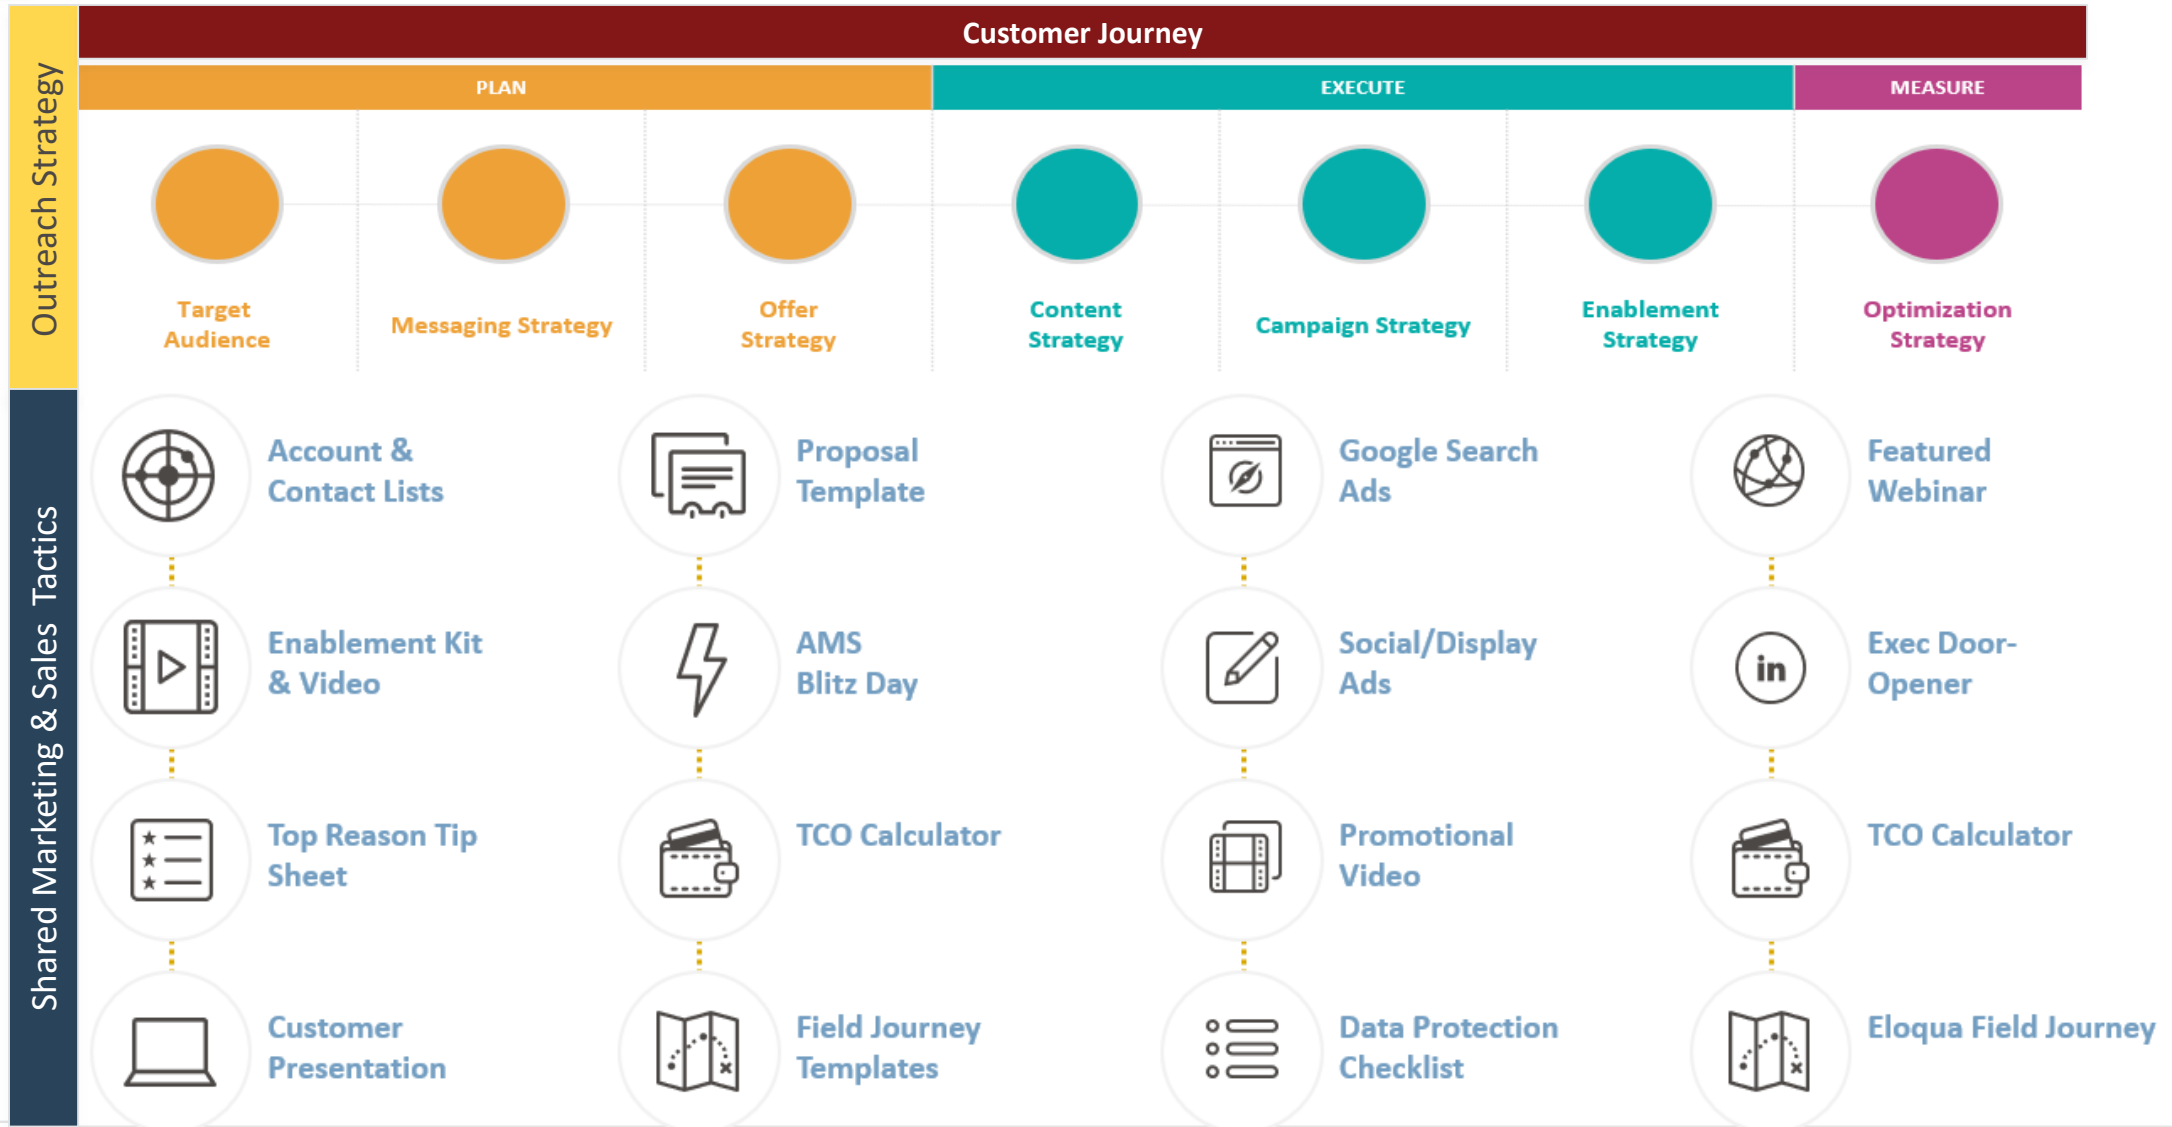 Customer Journey
PLAN
EXECUTE
MEASURE
Outreach Strategy
Target
Audience
Messaging Strategy
Offer
Strategy
Content
Strategy
Campaign Strategy
Enablement
Strategy
Optimization
Strategy
Shared Marketing & Sales Tactics
Account &
Contact Lists
Proposal
Template
Google Search
Ads
Featured
Webinar
Enablement Kit
& Video
AMS
Blitz Day
Social/Display
Ads
in
Exec Door-
Opener
Top Reason Tip
Sheet
TCO Calculator
Promotional
Video
TCO Calculator
Customer
Presentation
Field Journey
Templates
Data Protection
Checklist
Eloqua Field Journey